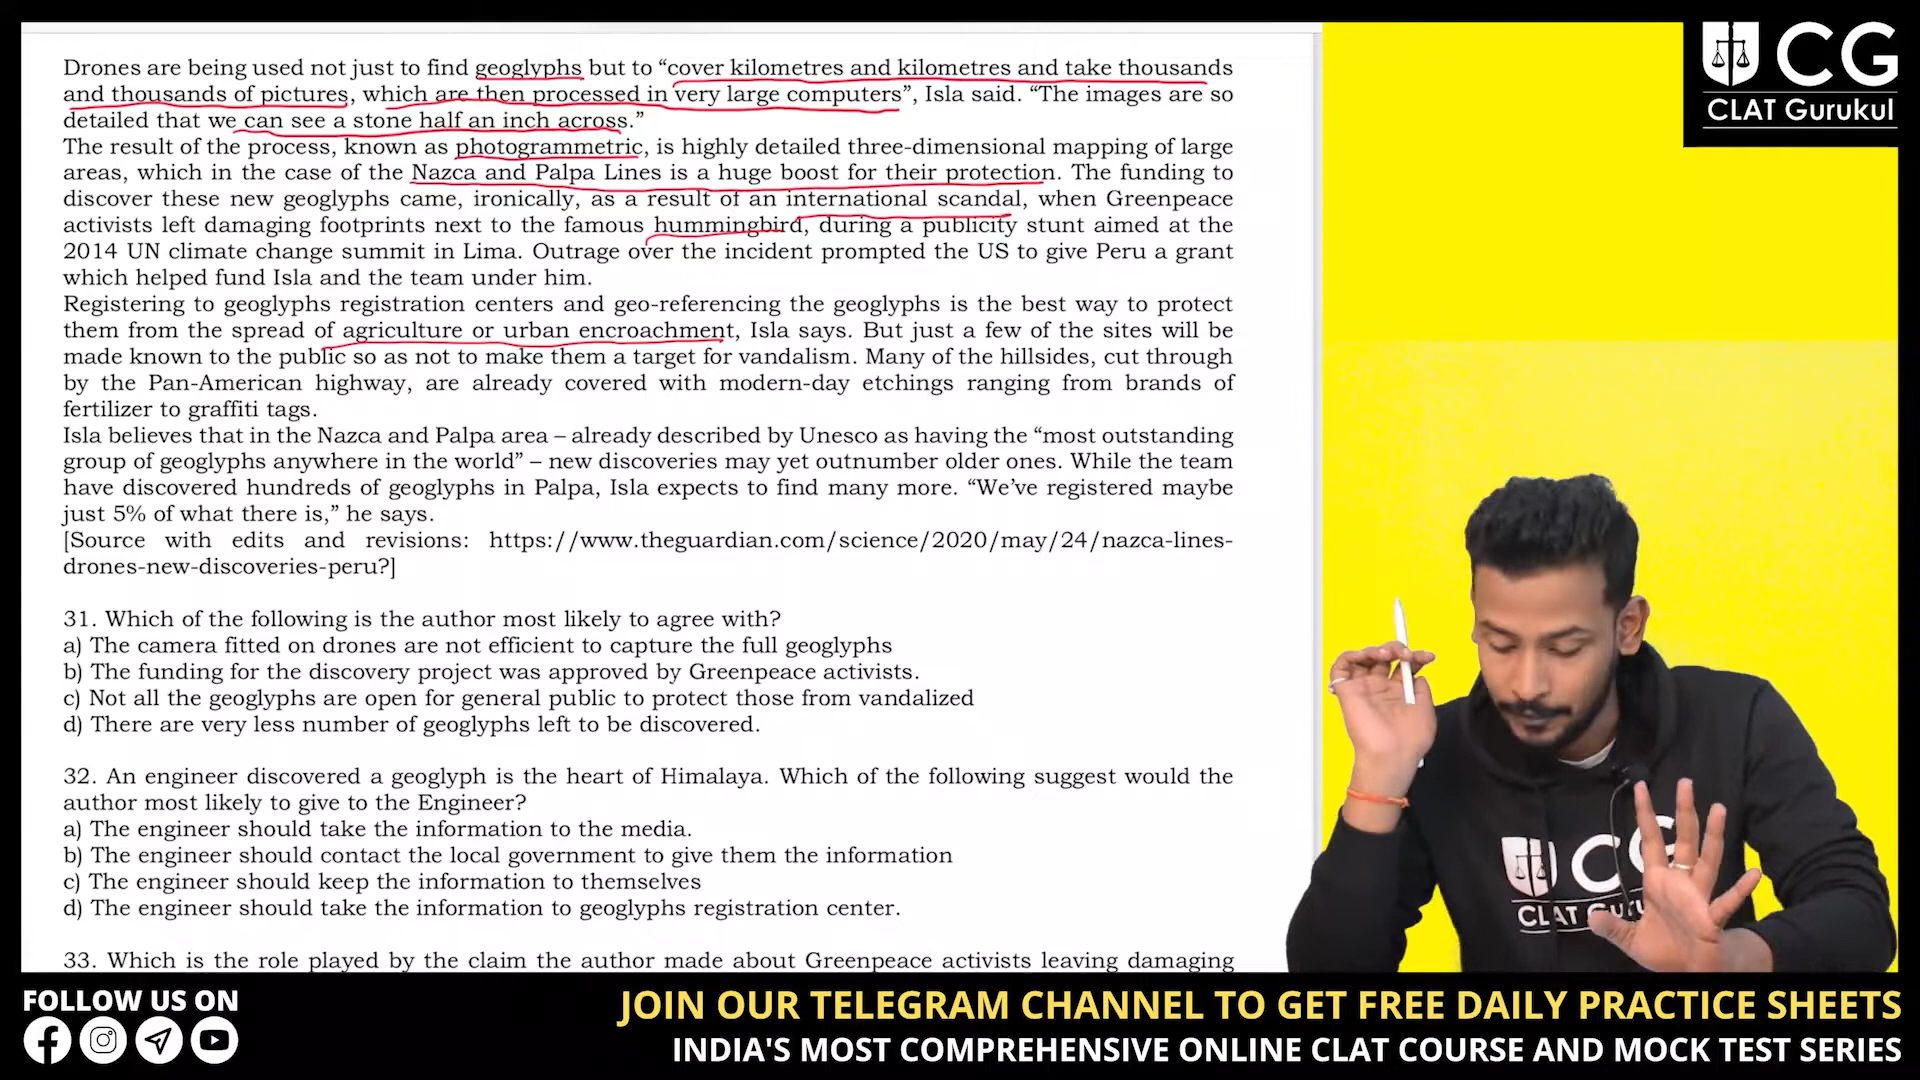 Drones are being used not just to find geoglyphs but to “cover kilometres and kilometres and take thousands
and thousands of pictures, which are then processed in very large computers”, Isla said. “The images are so
detailed that we can see a stone half an inch across.”
The result of the process, known as photogrammetric, is highly detailed three-dimensional mapping of large
areas, which in the case of the Nazca and Palpa Lines is a huge boost for their protection. The funding to
discover these new geoglyphs came, ironically, as a result of an international scandal, when Greenpeace
activists left damaging footprints next to the famous hummingbird, during a publicity stunt aimed at the
2014 UN climate change summit in Lima. Outrage over the incident prompted the US to give Peru a grant
which helped fund Isla and the team under him.
Registering to geoglyphs registration centers and geo-referencing the geoglyphs is the best way to protect
them from the spread of agriculture or urban encroachment, Isla says. But just a few of the sites will be
made known to the public so as not to make them a target for vandalism. Many of the hillsides, cut through
by the Pan-American highway, are already covered with modern-day etchings ranging from brands of
fertilizer to graffiti tags.
Isla believes that in the Nazca and Palpa area – already described by Unesco as having the “most outstanding
group of geoglyphs anywhere in the world” – new discoveries may yet outnumber older ones. While the team
have discovered hundreds of geoglyphs in Palpa, Isla expects to find many more. “We’ve registered maybe
just 5% of what there is,” he says.
[Source with edits and revisions: https://www.theguardian.com/science/2020/may/24/nazca-lines-
drones-new-discoveries-peru?]
31. Which of the following is the author most likely to agree with?
a) The camera fitted on drones are not efficient to capture the full geoglyphs
b) The funding for the discovery project was approved by Greenpeace activists.
c) Not all the geoglyphs are open for general public to protect those from vandalized
d) There are very less number of geoglyphs left to be discovered.
32. An engineer discovered a geoglyph is the heart of Himalaya. Which of the following suggest would the
author most likely to give to the Engineer?
a) The engineer should take the information to the media.
b) The engineer should contact the local government to give them the information
c) The engineer should keep the information to themselves
d) The engineer should take the information to geoglyphs registration center.
33. Which is the role played by the claim the author made about Greenpeace activists leaving damaging
CG
CLAT Gurukul
CG
CLAT Guru
FOLLOW US ON
JOIN OUR TELEGRAM CHANNEL TO GET FREE DAILY PRACTICE SHEETS
INDIA'S MOST COMPREHENSIVE ONLINE CLAT COURSE AND MOCK TEST SERIES